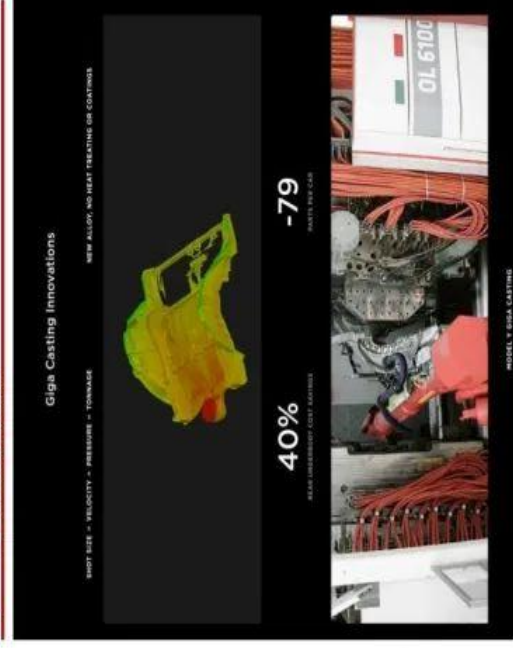 Giga Casting Innovations
SHOT SIZE – VELOCITY – PRESSURE – TONNAGE
NEW ALLOY, NO HEAT TREATING OR COATINGS
40%
REAR UNDERBODY COST SAVINGS
-79
PARTS PER CAR
OL 6100
MODEL Y GIGA CASTING